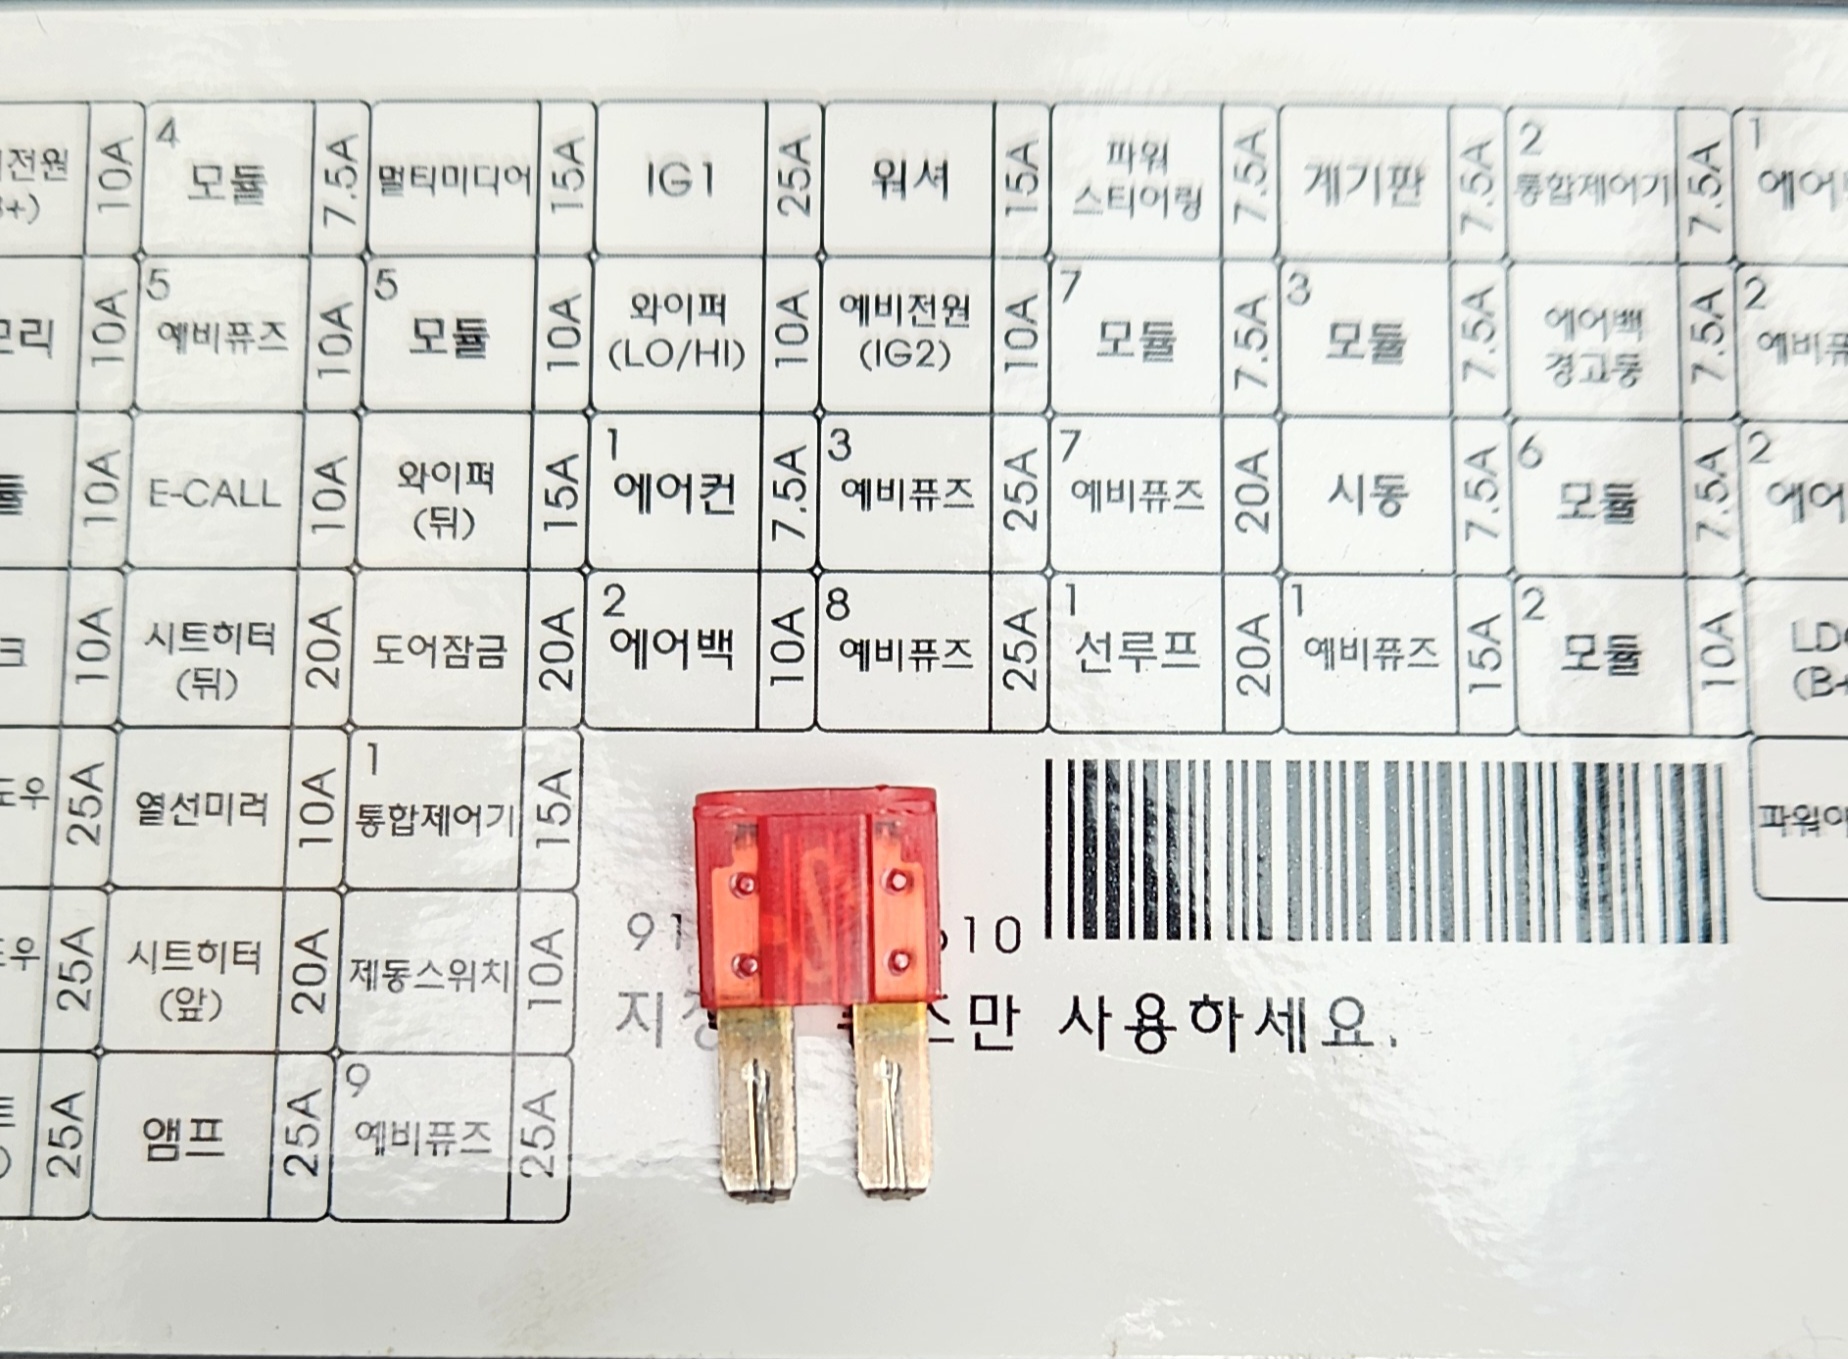 전원 10A 4 모듈 7.5A 멀티미디어 15A IG1 25A 워셔 15A 파워 스티어링 7.5A 계기판 7.5A 2 통합제어기 7.5A 1
10A 5 예비퓨즈 10A 5 모듈 10A 와이퍼 (LO/HI) 10A 예비전원 (IG2) 10A 7 모듈 7.5A 3 모듈 7.5A 에어백 경고등 7.5A 2
10A E-CALL 10A 와이퍼 (뒤) 15A 1 에어컨 7.5A 3 예비퓨즈 25A 7 예비퓨즈 20A 시동 7.5A 6 모듈 7.5A 2
10A 시트히터 (뒤) 20A 도어잠금 20A 2 에어백 10A 8 예비퓨즈 25A 1 선루프 20A 1 예비퓨즈 15A 2 모듈 10A
25A 열선미러 10A 1 통합제어기 15A
25A 시트히터 (앞) 20A 제동스위치 10A
25A 앰프 25A 9 예비퓨즈 25A
사용하세요.